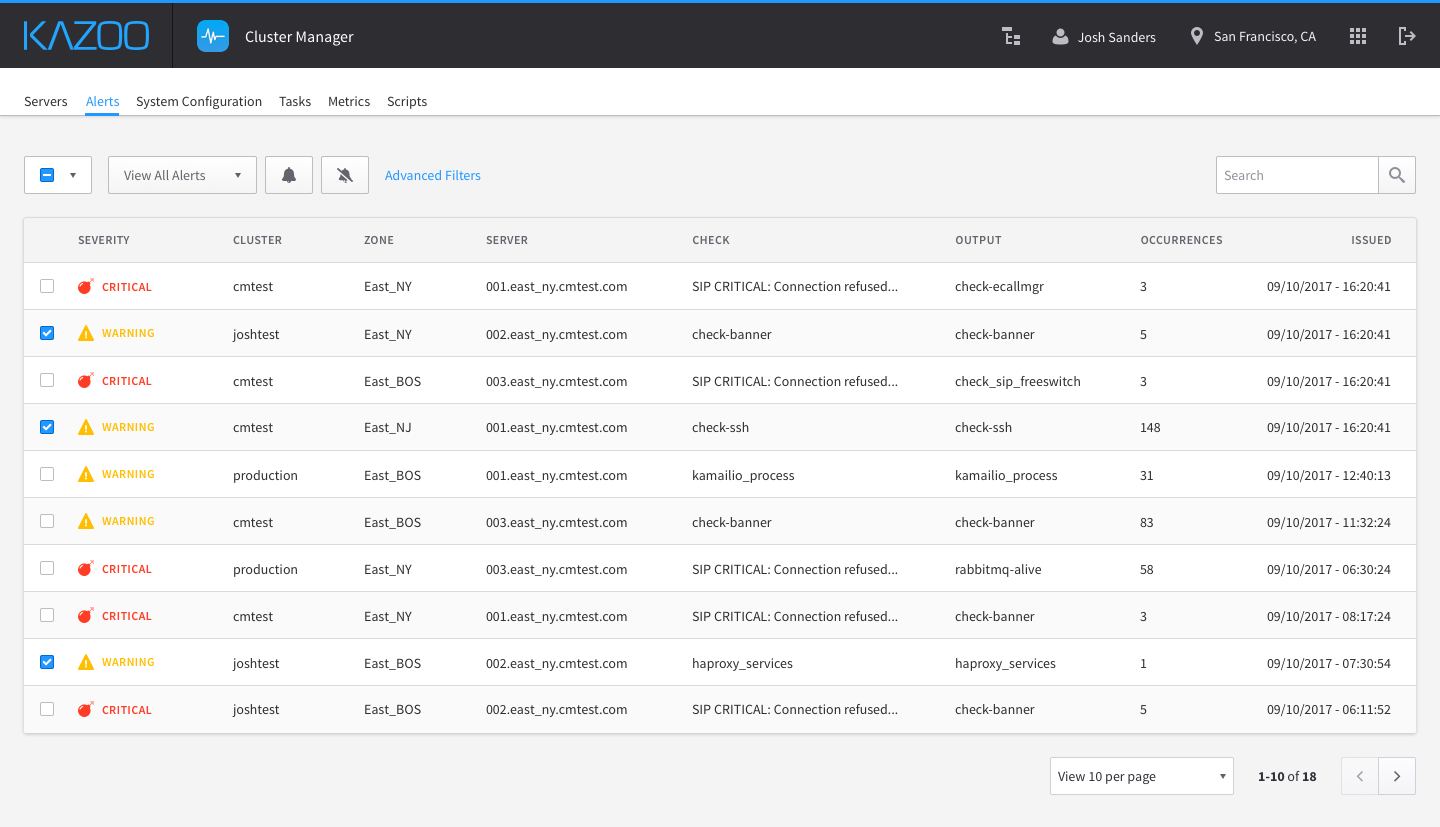 KAZOO Cluster Manager Josh Sanders San Francisco, CA
Servers Alerts System Configuration Tasks Metrics Scripts
View All Alerts Advanced Filters Search
SEVERITY CLUSTER ZONE SERVER CHECK OUTPUT OCCURRENCES ISSUED
CRITICAL cmtest East_NY 001.east_ny.cmtest.com SIP CRITICAL: Connection refused... check-ecallmgr 3 09/10/2017 - 16:20:41
WARNING joshtest East_NY 002.east_ny.cmtest.com check-banner check-banner 5 09/10/2017 - 16:20:41
CRITICAL cmtest East_BOS 003.east_ny.cmtest.com SIP CRITICAL: Connection refused... check_sip_freeswitch 3 09/10/2017 - 16:20:41
WARNING cmtest East_NJ 001.east_ny.cmtest.com check-ssh check-ssh 148 09/10/2017 - 16:20:41
WARNING production East_BOS 001.east_ny.cmtest.com kamailio_process kamailio_process 31 09/10/2017 - 12:40:13
WARNING cmtest East_BOS 003.east_ny.cmtest.com check-banner check-banner 83 09/10/2017 - 11:32:24
CRITICAL production East_NY 003.east_ny.cmtest.com SIP CRITICAL: Connection refused... rabbitmq-alive 58 09/10/2017 - 06:30:24
CRITICAL cmtest East_NY 001.east_ny.cmtest.com SIP CRITICAL: Connection refused... check-banner 3 09/10/2017 - 08:17:24
WARNING joshtest East_BOS 002.east_ny.cmtest.com haproxy_services haproxy_services 1 09/10/2017 - 07:30:54
CRITICAL joshtest East_BOS 002.east_ny.cmtest.com SIP CRITICAL: Connection refused... check-banner 5 09/10/2017 - 06:11:52
View 10 per page 1-10 of 18